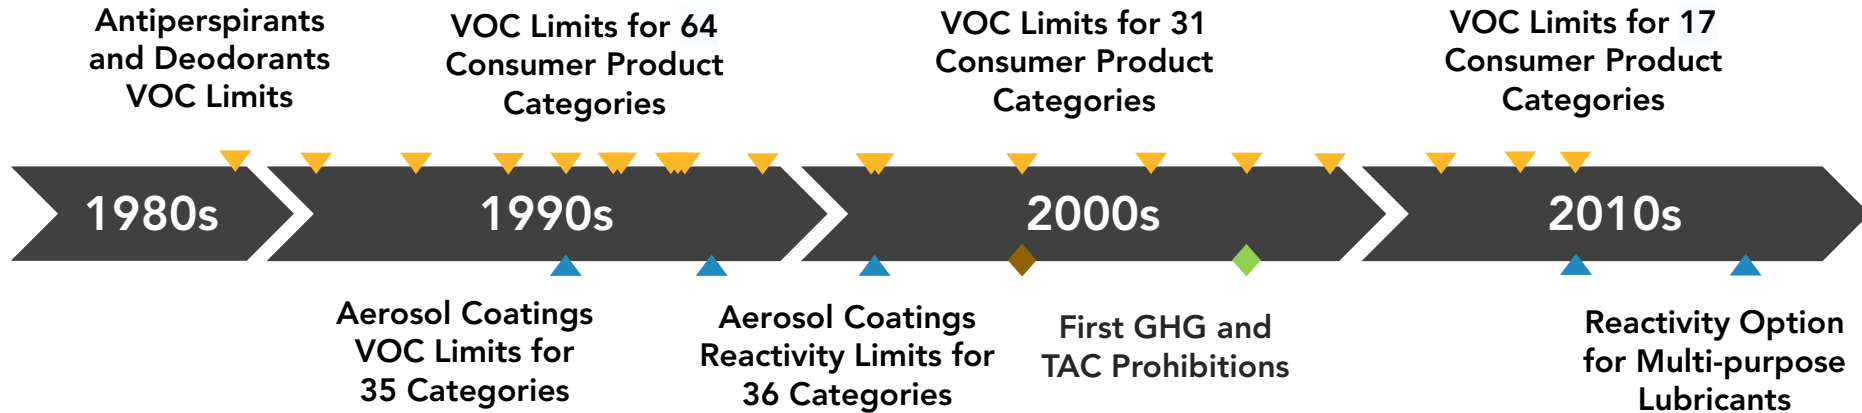 Antiperspirants
and Deodorants
VOC Limits
VOC Limits for 64
Consumer Product
Categories
VOC Limits for 31
Consumer Product
Categories
VOC Limits for 17
Consumer Product
Categories
1980s
1990s
2000s
2010s
Aerosol Coatings
VOC Limits for
35 Categories
Aerosol Coatings
Reactivity Limits for
36 Categories
First GHG and
TAC Prohibitions
Reactivity Option
for Multi-purpose
Lubricants